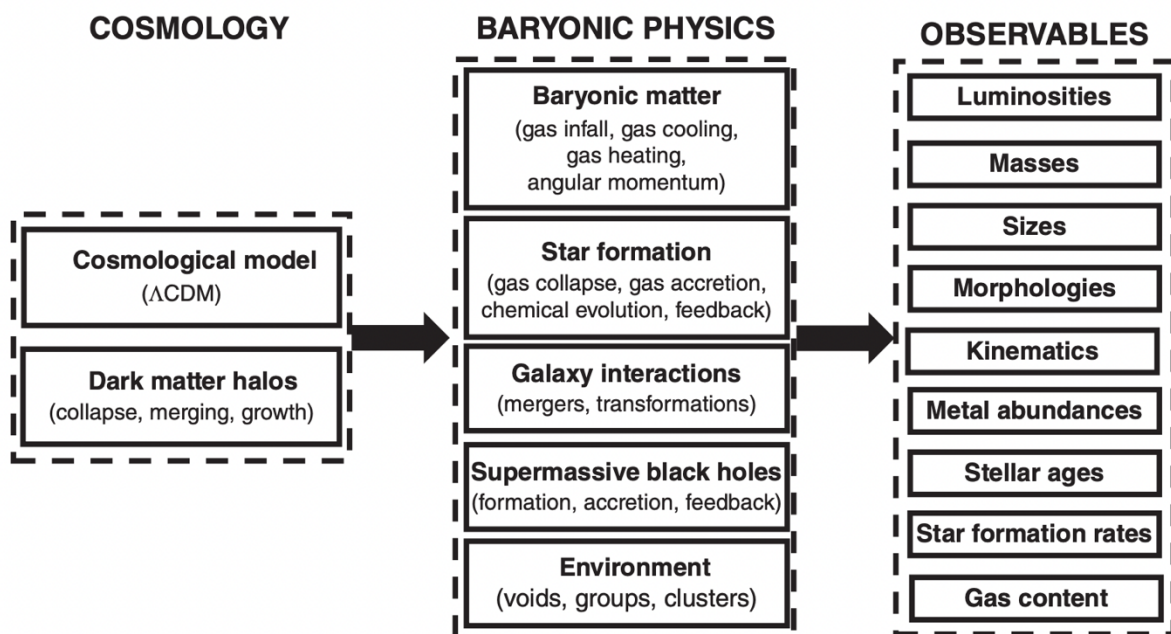 COSMOLOGY
Cosmological model
(ΛCDM)
Dark matter halos
(collapse, merging, growth)
BARYONIC PHYSICS
Baryonic matter
(gas infall, gas cooling,
gas heating,
angular momentum)
Star formation
(gas collapse, gas accretion,
chemical evolution, feedback)
Galaxy interactions
(mergers, transformations)
Supermassive black holes
(formation, accretion, feedback)
Environment
(voids, groups, clusters)
OBSERVABLES
Luminosities
Masses
Sizes
Morphologies
Kinematics
Metal abundances
Stellar ages
Star formation rates
Gas content